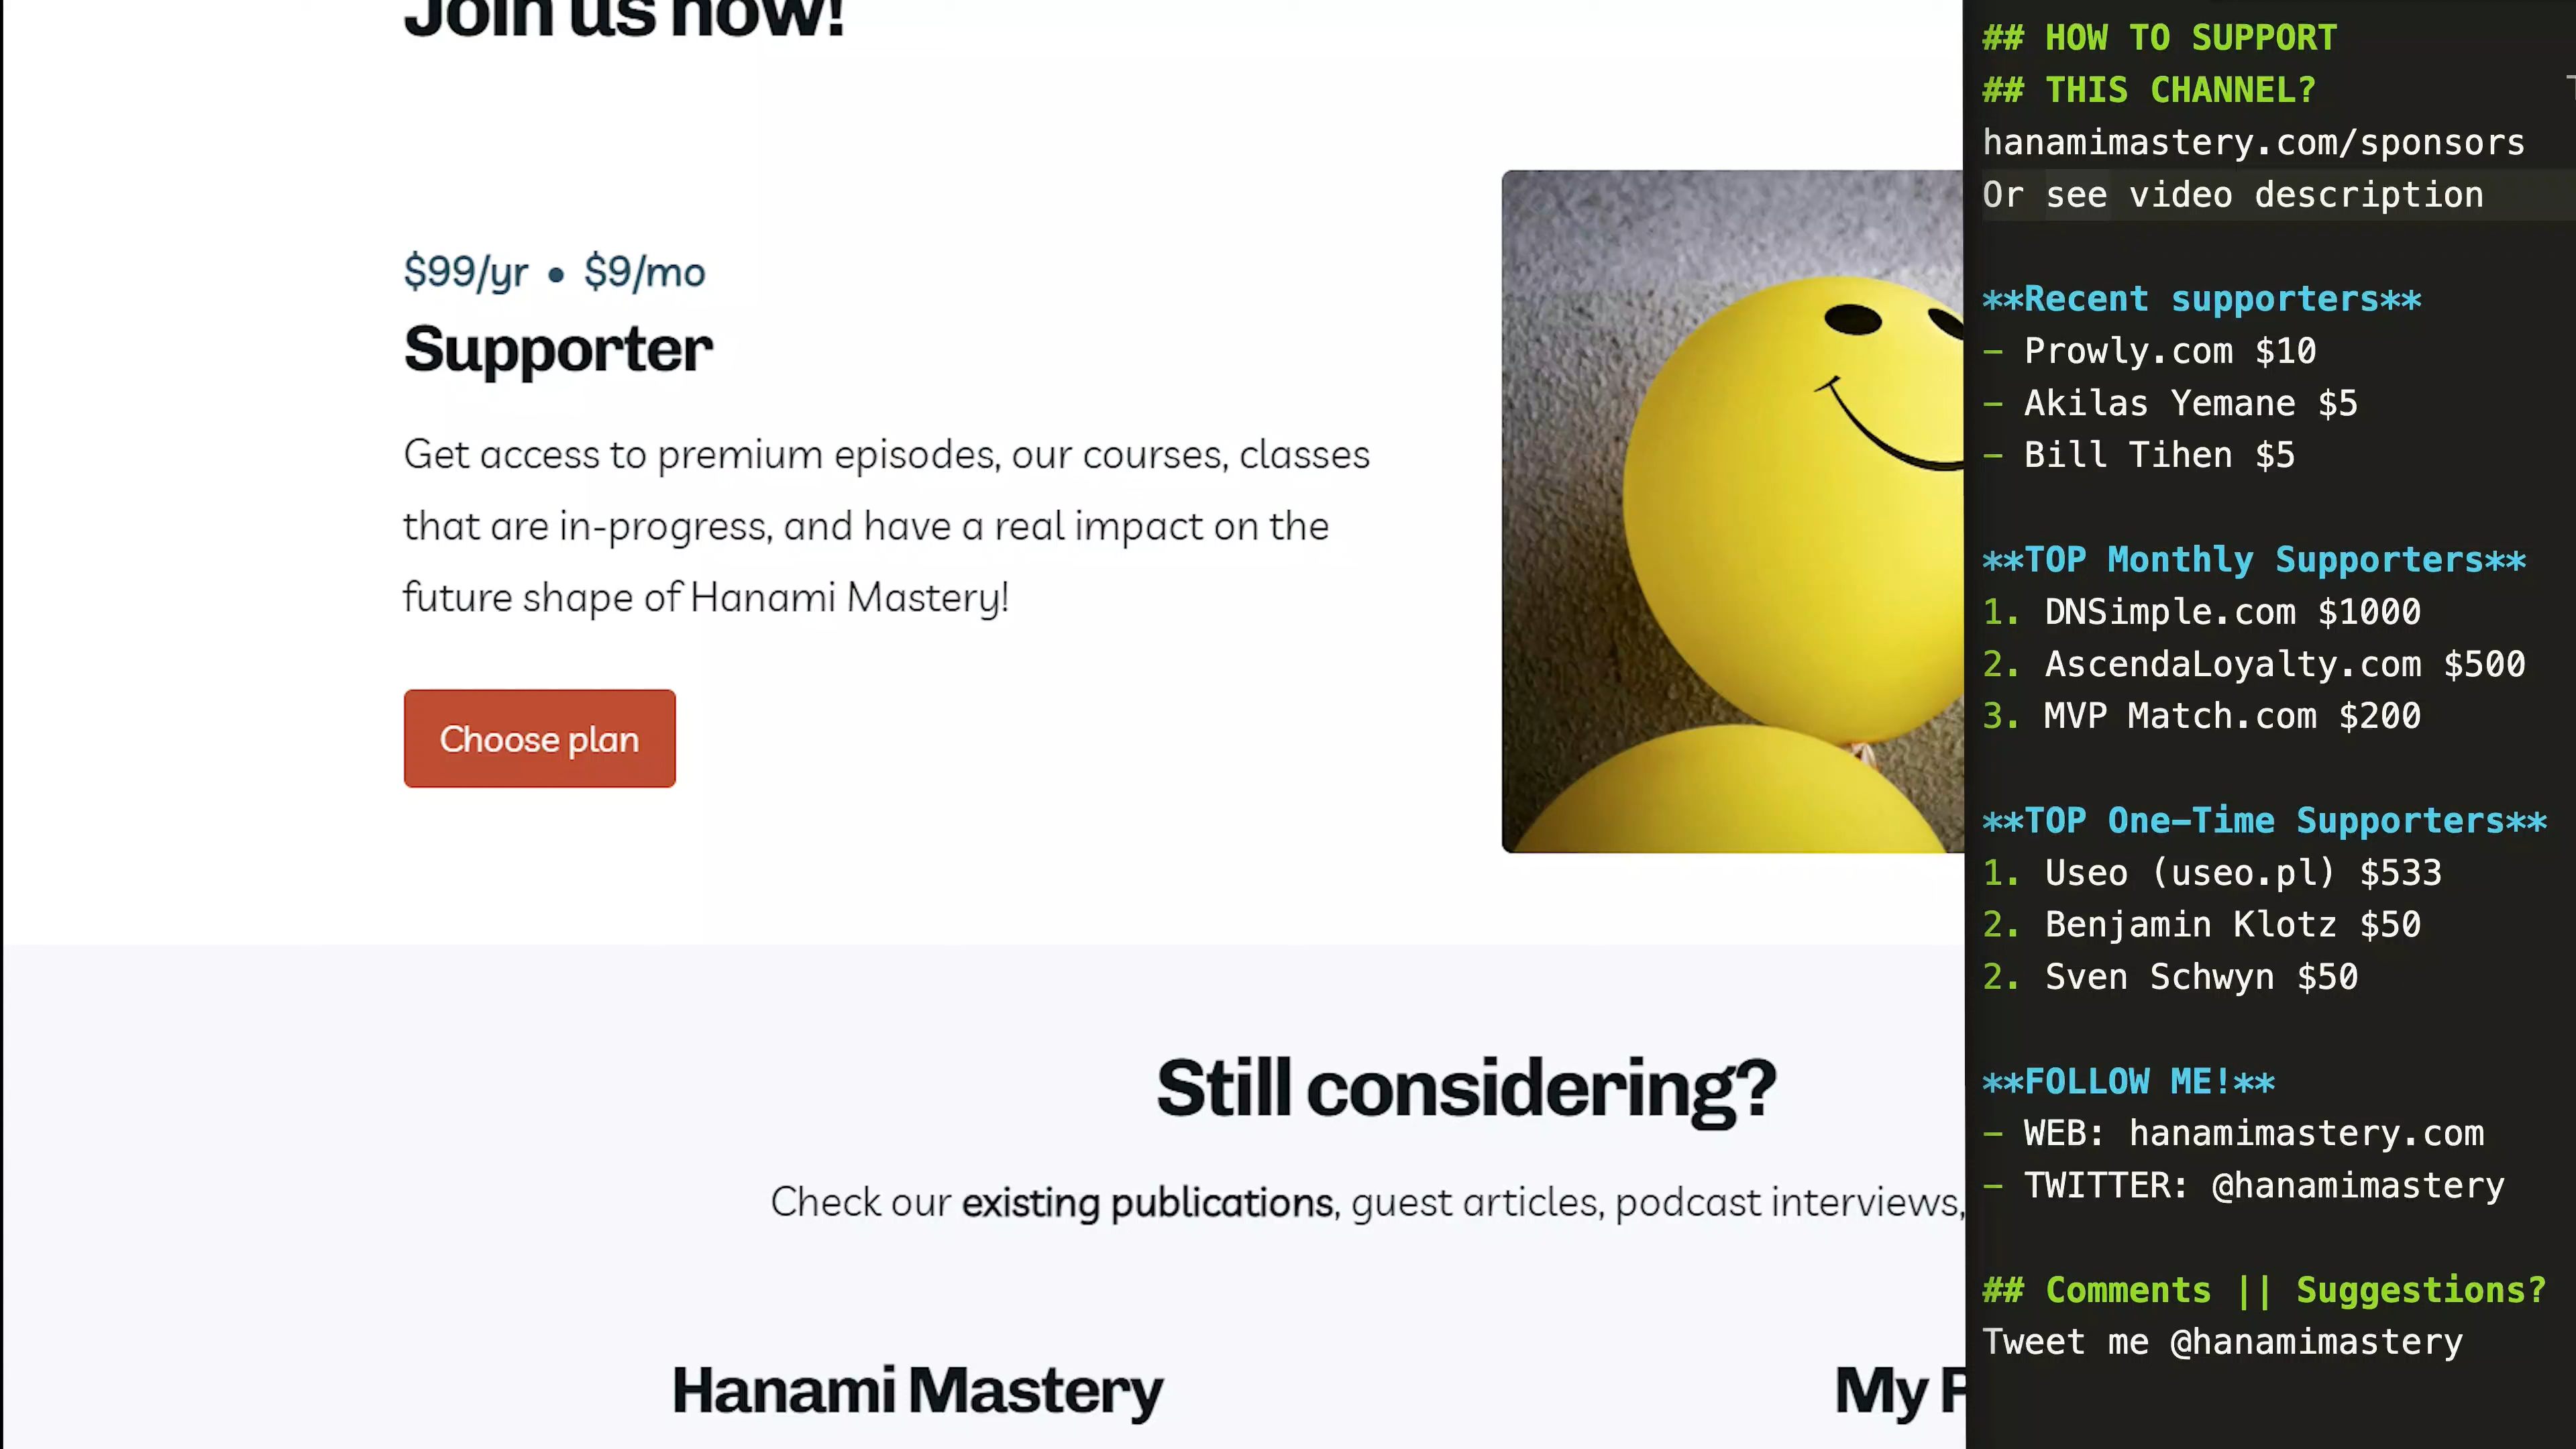 Join us now!
$99/yr • $9/mo
Supporter
Get access to premium episodes, our courses, classes
that are in-progress, and have a real impact on the
future shape of Hanami Mastery!
Choose plan
Still considering?
Check our existing publications, guest articles, podcast interviews,
Hanami Mastery
My
## HOW TO SUPPORT
## THIS CHANNEL?
hanamimastery.com/sponsors
Or see video description
**Recent supporters**
- Prowly.com $10
- Akilas Yemane $5
- Bill Tihen $5
**TOP Monthly Supporters**
1. DNSimple.com $1000
2. AscendaLoyalty.com $500
3. MVP Match.com $200
**TOP One-Time Supporters**
1. Useo (useo.pl) $533
2. Benjamin Klotz $50
2. Sven Schwyn $50
**FOLLOW ME!**
- WEB: hanamimastery.com
- TWITTER: @hanamimastery
## Comments || Suggestions?
Tweet me @hanamimastery